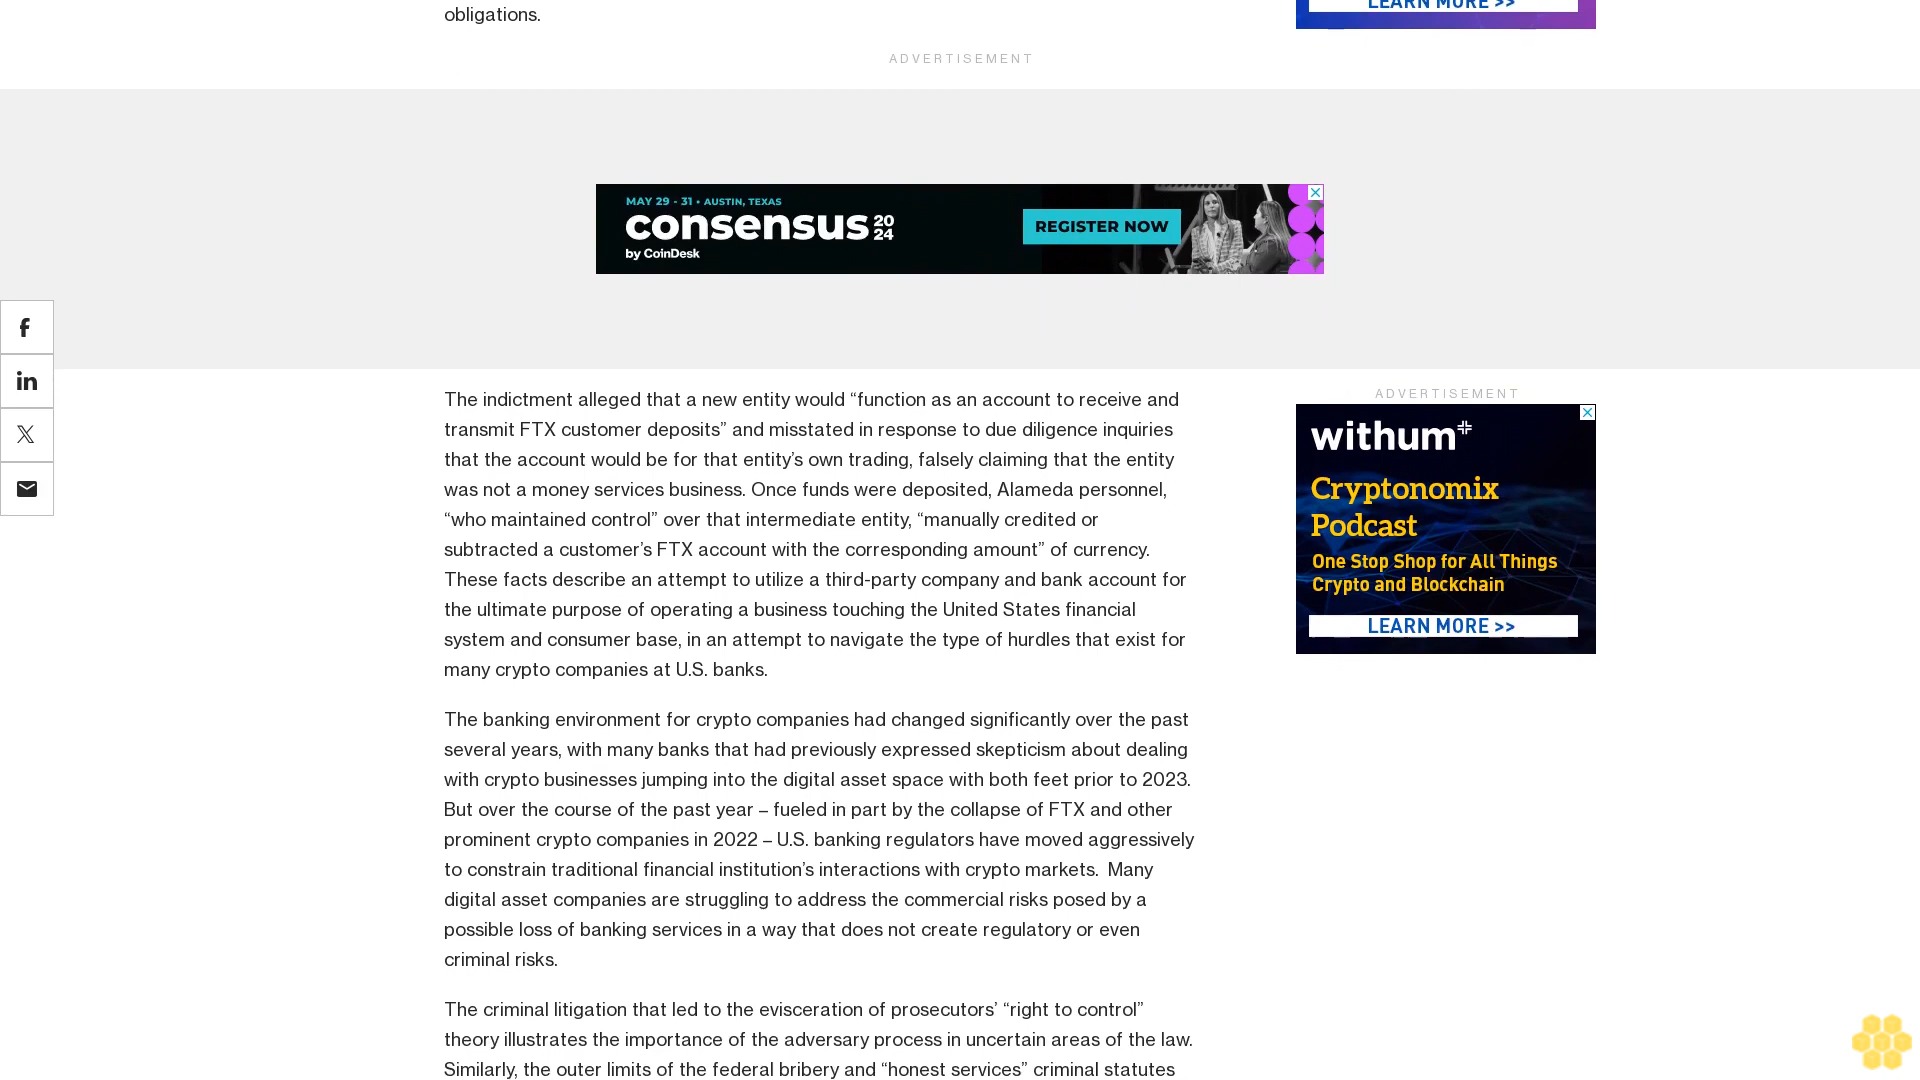 obligations.
LEARN MORE >>
ADVERTISEMENT
MAY 29 - 31 • AUSTIN, TEXAS
consensus 2024
by CoinDesk
REGISTER NOW
The indictment alleged that a new entity would “function as an account to receive and
transmit FTX customer deposits” and misstated in response to due diligence inquiries
that the account would be for that entity’s own trading, falsely claiming that the entity
was not a money services business. Once funds were deposited, Alameda personnel,
“who maintained control” over that intermediate entity, “manually credited or
subtracted a customer’s FTX account with the corresponding amount” of currency.
These facts describe an attempt to utilize a third-party company and bank account for
the ultimate purpose of operating a business touching the United States financial
system and consumer base, in an attempt to navigate the type of hurdles that exist for
many crypto companies at U.S. banks.
ADVERTISEMENT
withum
Cryptonomix
Podcast
One Stop Shop for All Things
Crypto and Blockchain
LEARN MORE >>
The banking environment for crypto companies had changed significantly over the past
several years, with many banks that had previously expressed skepticism about dealing
with crypto businesses jumping into the digital asset space with both feet prior to 2023.
But over the course of the past year – fueled in part by the collapse of FTX and other
prominent crypto companies in 2022 – U.S. banking regulators have moved aggressively
to constrain traditional financial institution’s interactions with crypto markets.  Many
digital asset companies are struggling to address the commercial risks posed by a
possible loss of banking services in a way that does not create regulatory or even
criminal risks.
The criminal litigation that led to the evisceration of prosecutors’ “right to control”
theory illustrates the importance of the adversary process in uncertain areas of the law.
Similarly, the outer limits of the federal bribery and “honest services” criminal statutes